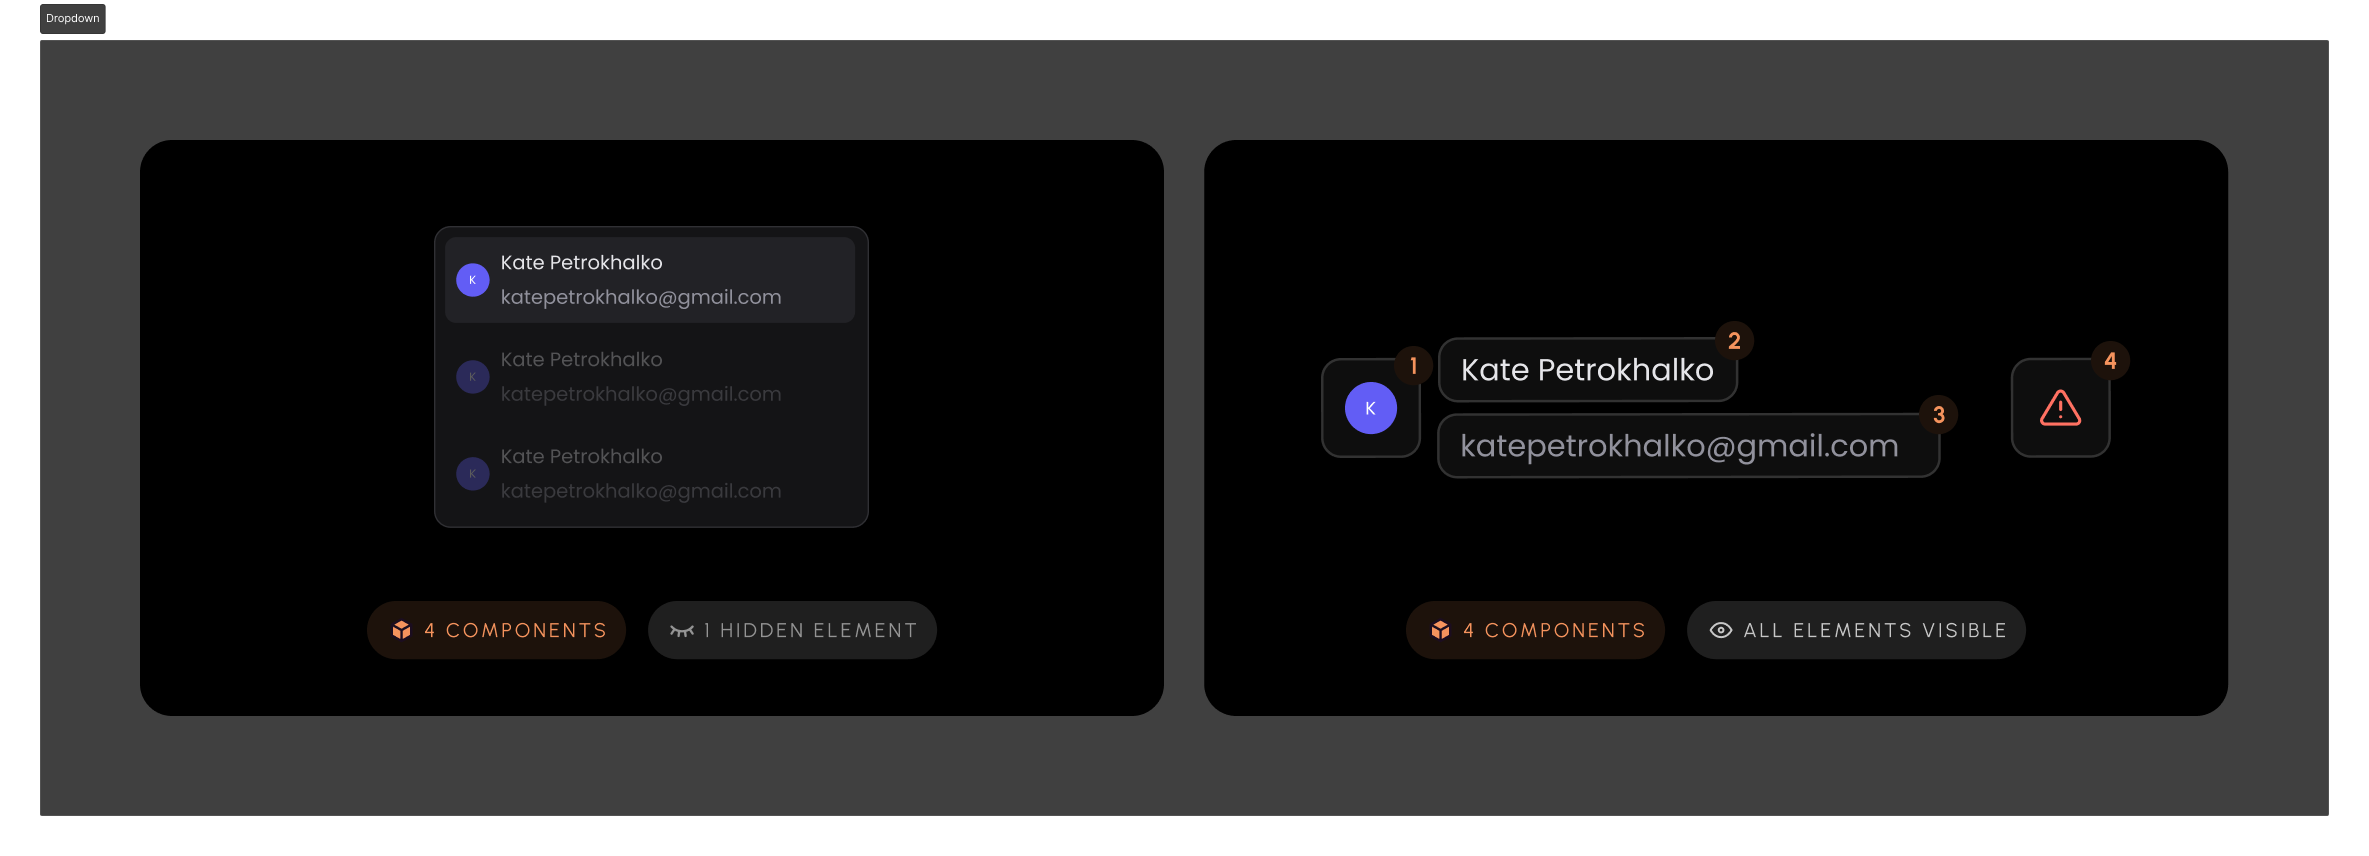 Dropdown
K
Kate Petrokhalko
katepetrokhalko@gmail.com
K
Kate Petrokhalko
katepetrokhalko@gmail.com
K
Kate Petrokhalko
katepetrokhalko@gmail.com
4 COMPONENTS
1 HIDDEN ELEMENT
1
K
2
Kate Petrokhalko
3
katepetrokhalko@gmail.com
4
4 COMPONENTS
ALL ELEMENTS VISIBLE